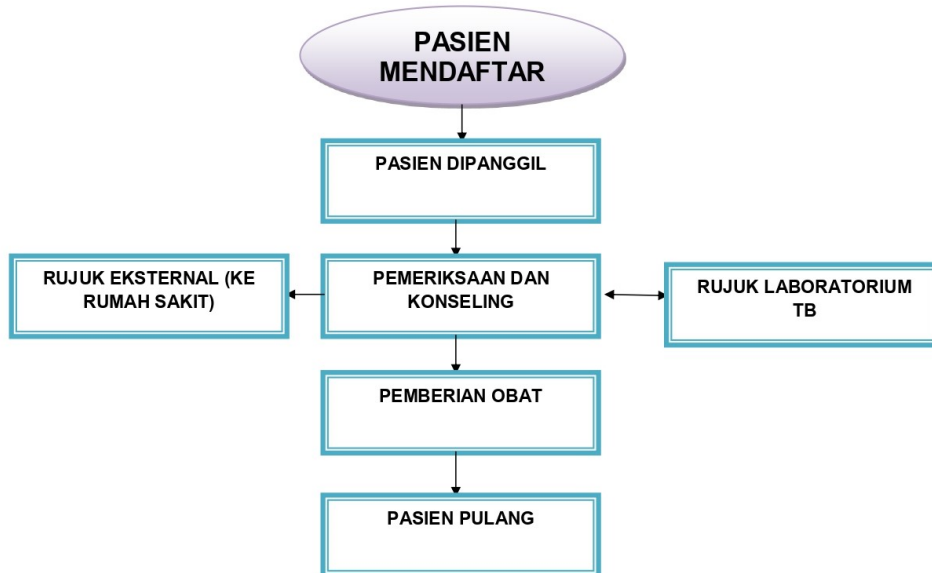 PASIEN
MENDAFTAR
PASIEN DIPANGGIL
RUJUK EKSTERNAL (KE
RUMAH SAKIT)
PEMERIKSAAN DAN
KONSELING
RUJUK LABORATORIUM
TB
PEMBERIAN OBAT
PASIEN PULANG